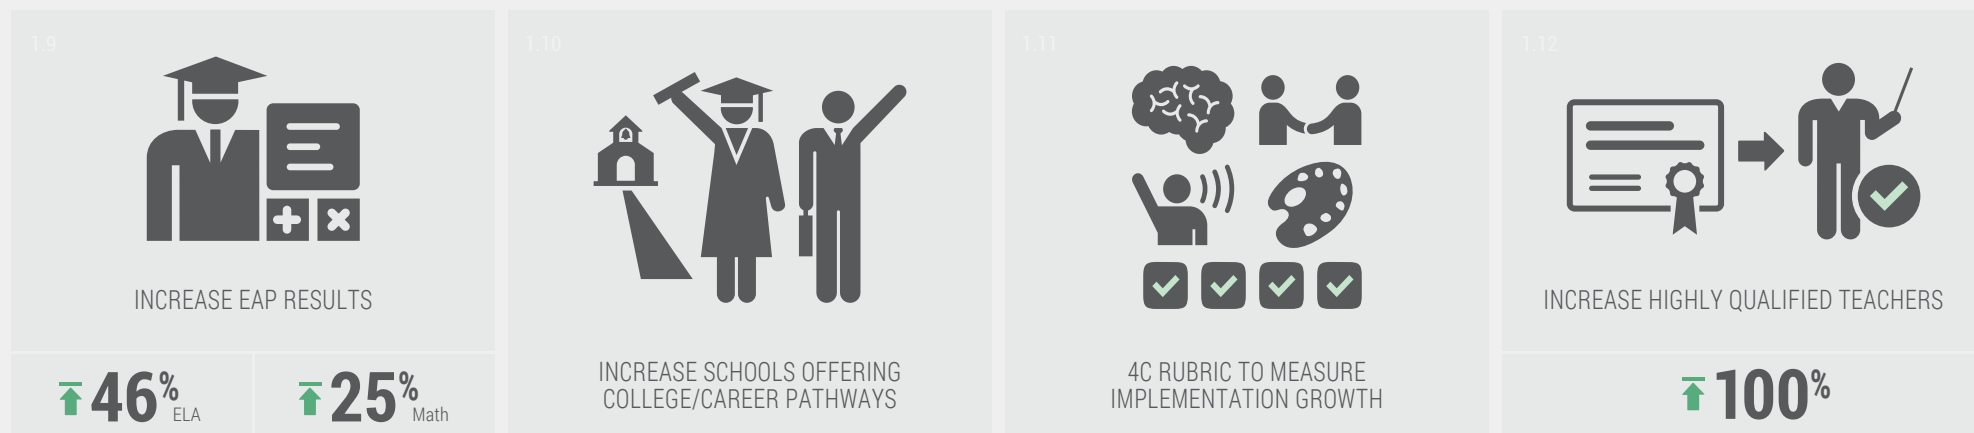 1.9
INCREASE EAP RESULTS
46% ELA
25% Math
1.10
INCREASE SCHOOLS OFFERING
COLLEGE/CAREER PATHWAYS
1.11
4C RUBRIC TO MEASURE
IMPLEMENTATION GROWTH
1.12
INCREASE HIGHLY QUALIFIED TEACHERS
100%